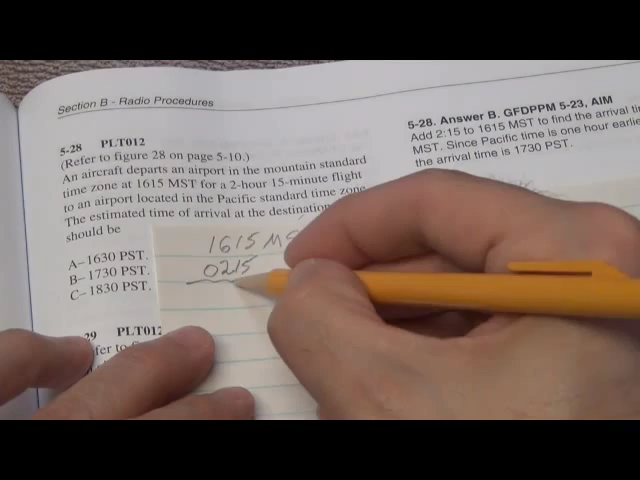 Section B - Radio Procedures
5-28 PLT012
(Refer to figure 28 on page 5-10.)
An aircraft departs an airport in the mountain standard
time zone at 1615 MST for a 2-hour 15-minute flight
to an airport located in the Pacific standard time zone.
The estimated time of arrival at the destination
should be
A–1630 PST.
B–1730 PST.
C–1830 PST.
29 PLT012
5-28. Answer B. GFDPPM 5-23, AIM
Add 2:15 to 1615 MST to find the arrival
MST. Since Pacific time is one hour
the arrival time is 1730 PST.
1615 MS
0215